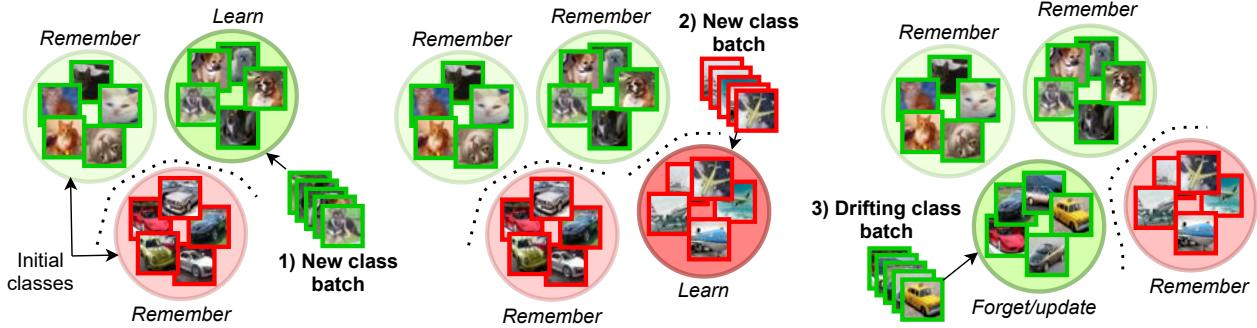 Remember
Learn
Initial
classes
Remember
1) New class
batch
Remember
Remember
2) New class
batch
Remember
Learn
Remember
Remember
3) Drifting class
batch
Forget/update
Remember